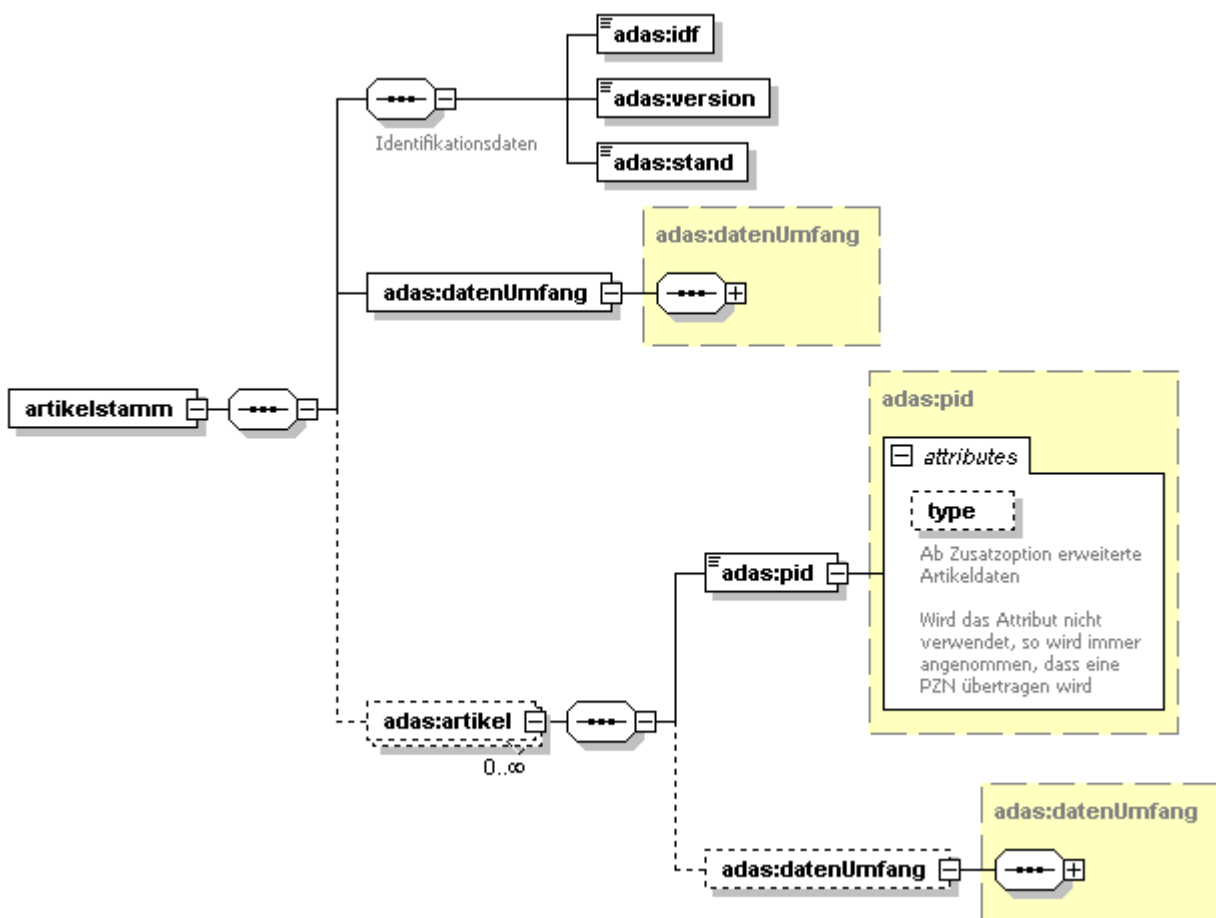 adas:idf
adas:version
Identifikationsdaten
adas:stand
adas:datenUmfang
adas:datenUmfang
artikelstamm
adas:pid
attributes
type
Ab Zusatzoption erweiterte
Artikeldaten
Wird das Attribut nicht
verwendet, so wird immer
angenommen, dass eine
PZN übertragen wird
adas:pid
adas:artikel
0..∞
adas:datenUmfang
adas:datenUmfang